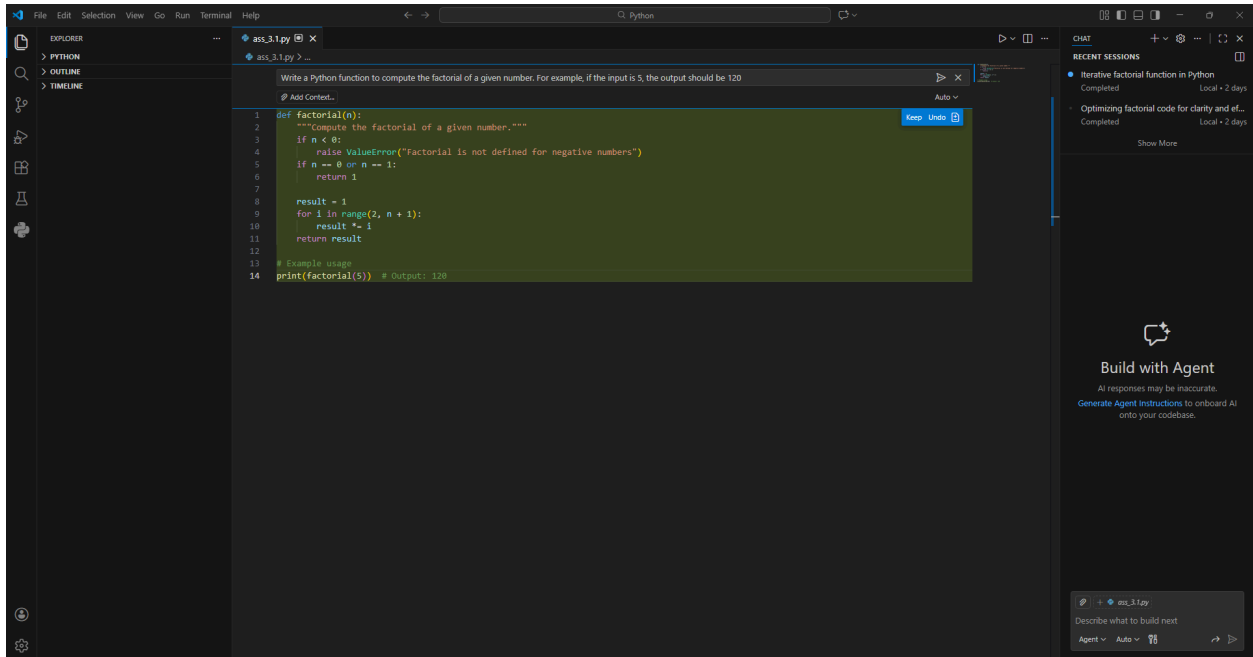 File Edit Selection View Go Run Terminal Help
Python
EXPLORER
PYTHON
OUTLINE
TIMELINE
ass_3.1.py
ass_3.1.py > ...
Write a Python function to compute the factorial of a given number. For example, if the input is 5, the output should be 120
Add Context...
Auto
Keep Undo
1 def factorial(n):
2 """Compute the factorial of a given number."""
3 if n < 0:
4 raise ValueError("Factorial is not defined for negative numbers")
5 if n == 0 or n == 1:
6 return 1
7
8 result = 1
9 for i in range(2, n + 1):
10 result *= i
11 return result
12
13 # Example usage
14 print(factorial(5)) # Output: 120
CHAT
RECENT SESSIONS
Iterative factorial function in Python
Completed Local • 2 days
Optimizing factorial code for clarity and ef...
Completed Local • 2 days
Show More
Build with Agent
AI responses may be inaccurate.
Generate Agent Instructions to onboard AI
onto your codebase.
ass_3.1.py
Describe what to build next
Agent Auto